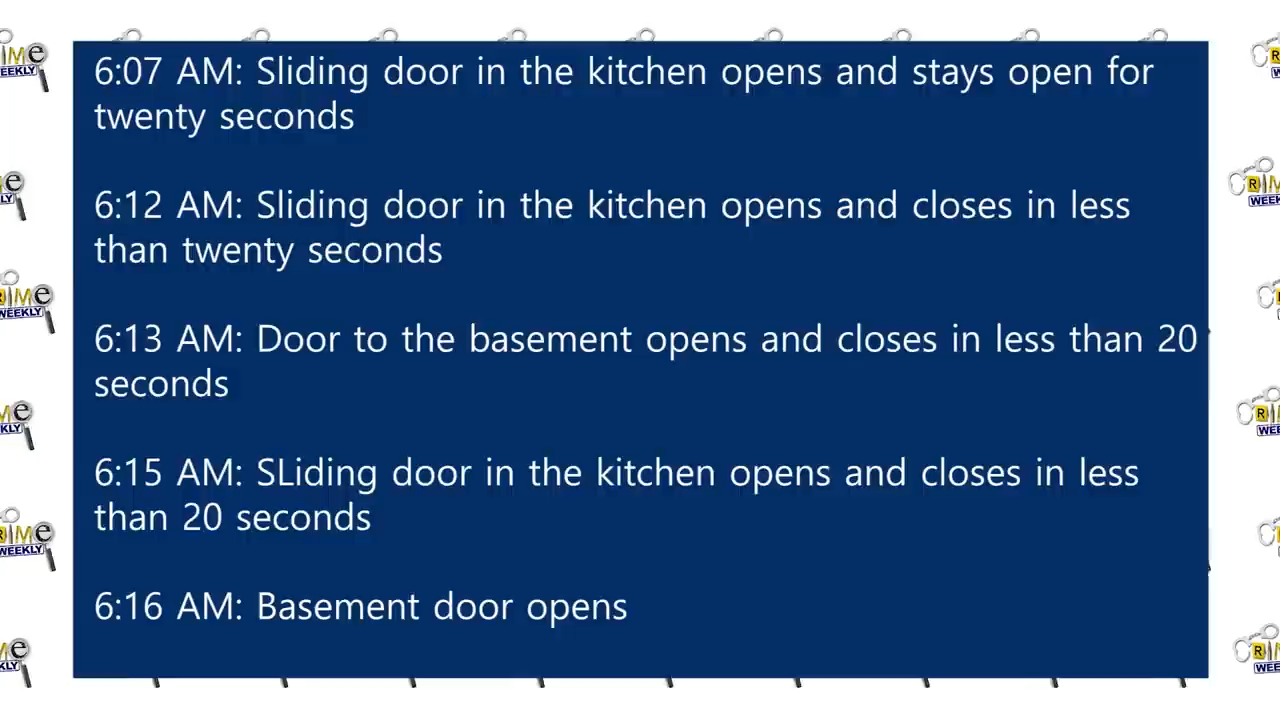 6:07 AM: Sliding door in the kitchen opens and stays open for
twenty seconds
6:12 AM: Sliding door in the kitchen opens and closes in less
than twenty seconds
6:13 AM: Door to the basement opens and closes in less than 20
seconds
6:15 AM: SLiding door in the kitchen opens and closes in less
than 20 seconds
6:16 AM: Basement door opens